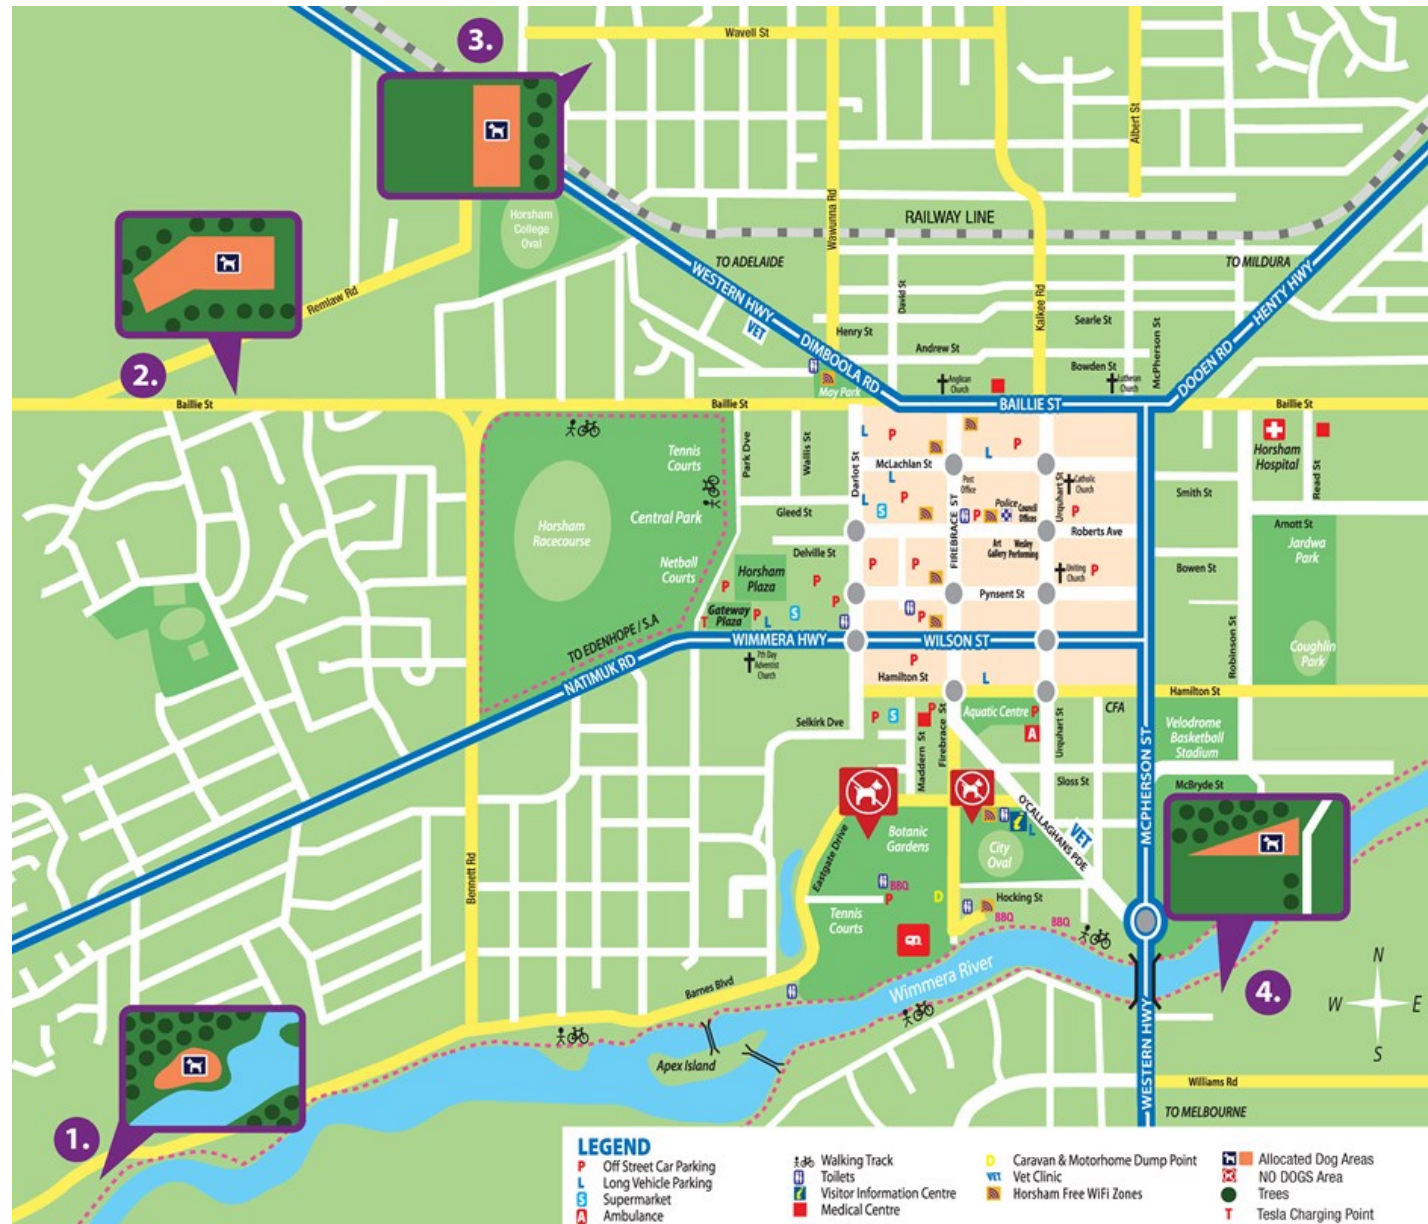 3.
Wavell St
Albert St
Wawunna Rd
RAILWAY LINE
Horsham
College
Oval
TO ADELAIDE
TO MILDURA
WESTERN HWY
HENTY HWY
David St
Kalkee Rd
Remlaw Rd
VET
Henry St
Searle St
McPherson St
Andrew St
DIMBOOLA RD
Bowden St
DOOEN RD
2.
Anglican
Church
Lutheran
Church
May Park
Baillie St
Baillie St
BAILLIE ST
Baillie St
Tennis
Courts
Park Dve
Wallis St
Darlot St
L
P
L
P
McLachlan St
L
Horsham
Hospital
Read St
Post
Office
Urquhart St
Catholic
Church
Smith St
Central Park
Gleed St
L
P
S
FIREBRACE ST
P
Police
Council
Offices
P
Arnott St
Roberts Ave
Horsham
Racecourse
Delville St
Art
Gallery
Wesley
Performing
Jardwa
Park
Netball
Courts
Horsham
Plaza
P
P
P
P
Uniting
Church
P
Bowen St
Gateway
Plaza
P
L
S
P
T
P
Pynsent St
Robinson St
TO EDENHOPE / S.A
WIMMERA HWY
WILSON ST
Coughlin
Park
NATIMUK RD
7th Day
Adventist
Church
P
Hamilton St
L
Hamilton St
Selkirk Dve
P
S
P
Aquatic Centre
P
A
CFA
Velodrome
Basketball
Stadium
Maddern St
Firebrace St
Urquhart St
MCPHERSON ST
Sloss St
McBryde St
O'CALLAGHANS PDE
VET
Eastgate Drive
Botanic
Gardens
L
City
Oval
Bennett Rd
BBQ
P
D
Hocking St
Tennis
Courts
BBQ
BBQ
Wimmera River
Barnes Blvd
4.
N
W
E
S
Apex Island
WESTERN HWY
Williams Rd
TO MELBOURNE
1.
LEGEND
P Off Street Car Parking
L Long Vehicle Parking
S Supermarket
A Ambulance
Walking Track
Toilets
Visitor Information Centre
Medical Centre
D Caravan & Motorhome Dump Point
VET Vet Clinic
Horsham Free WiFi Zones
Allocated Dog Areas
NO DOGS Area
Trees
T Tesla Charging Point